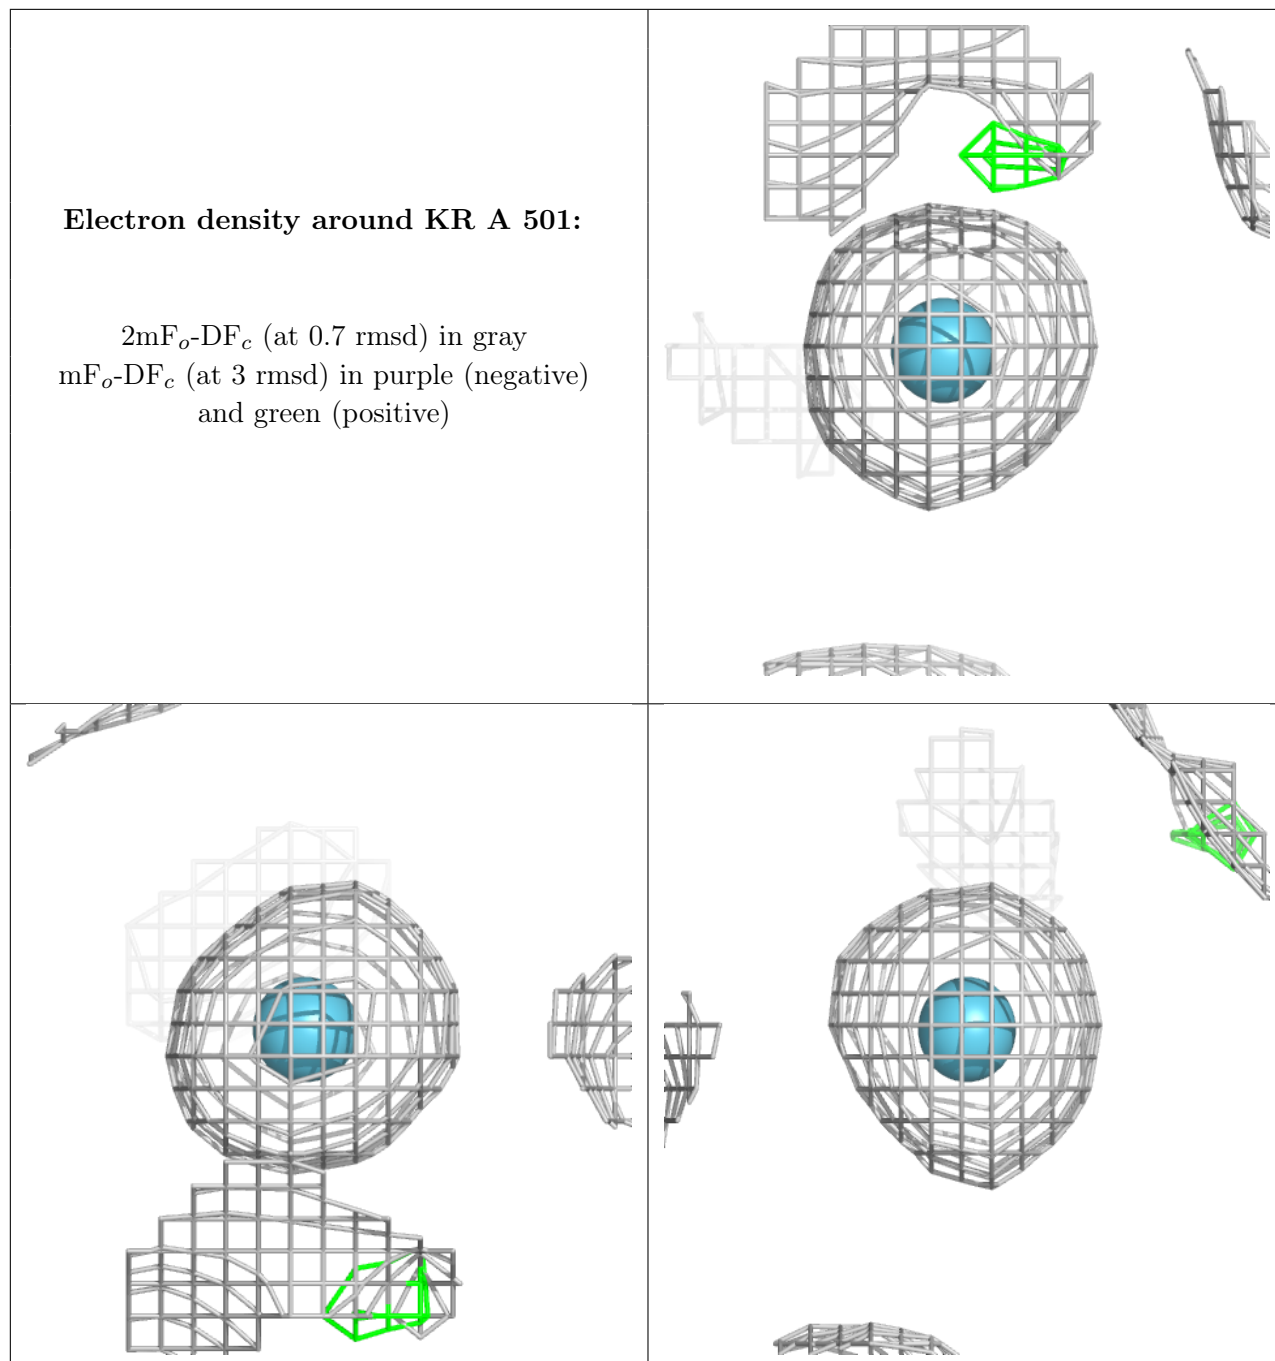 Electron density around KR A 501:
2mFo-DFc (at 0.7 rmsd) in gray
mFo-DFc (at 3 rmsd) in purple (negative)
and green (positive)